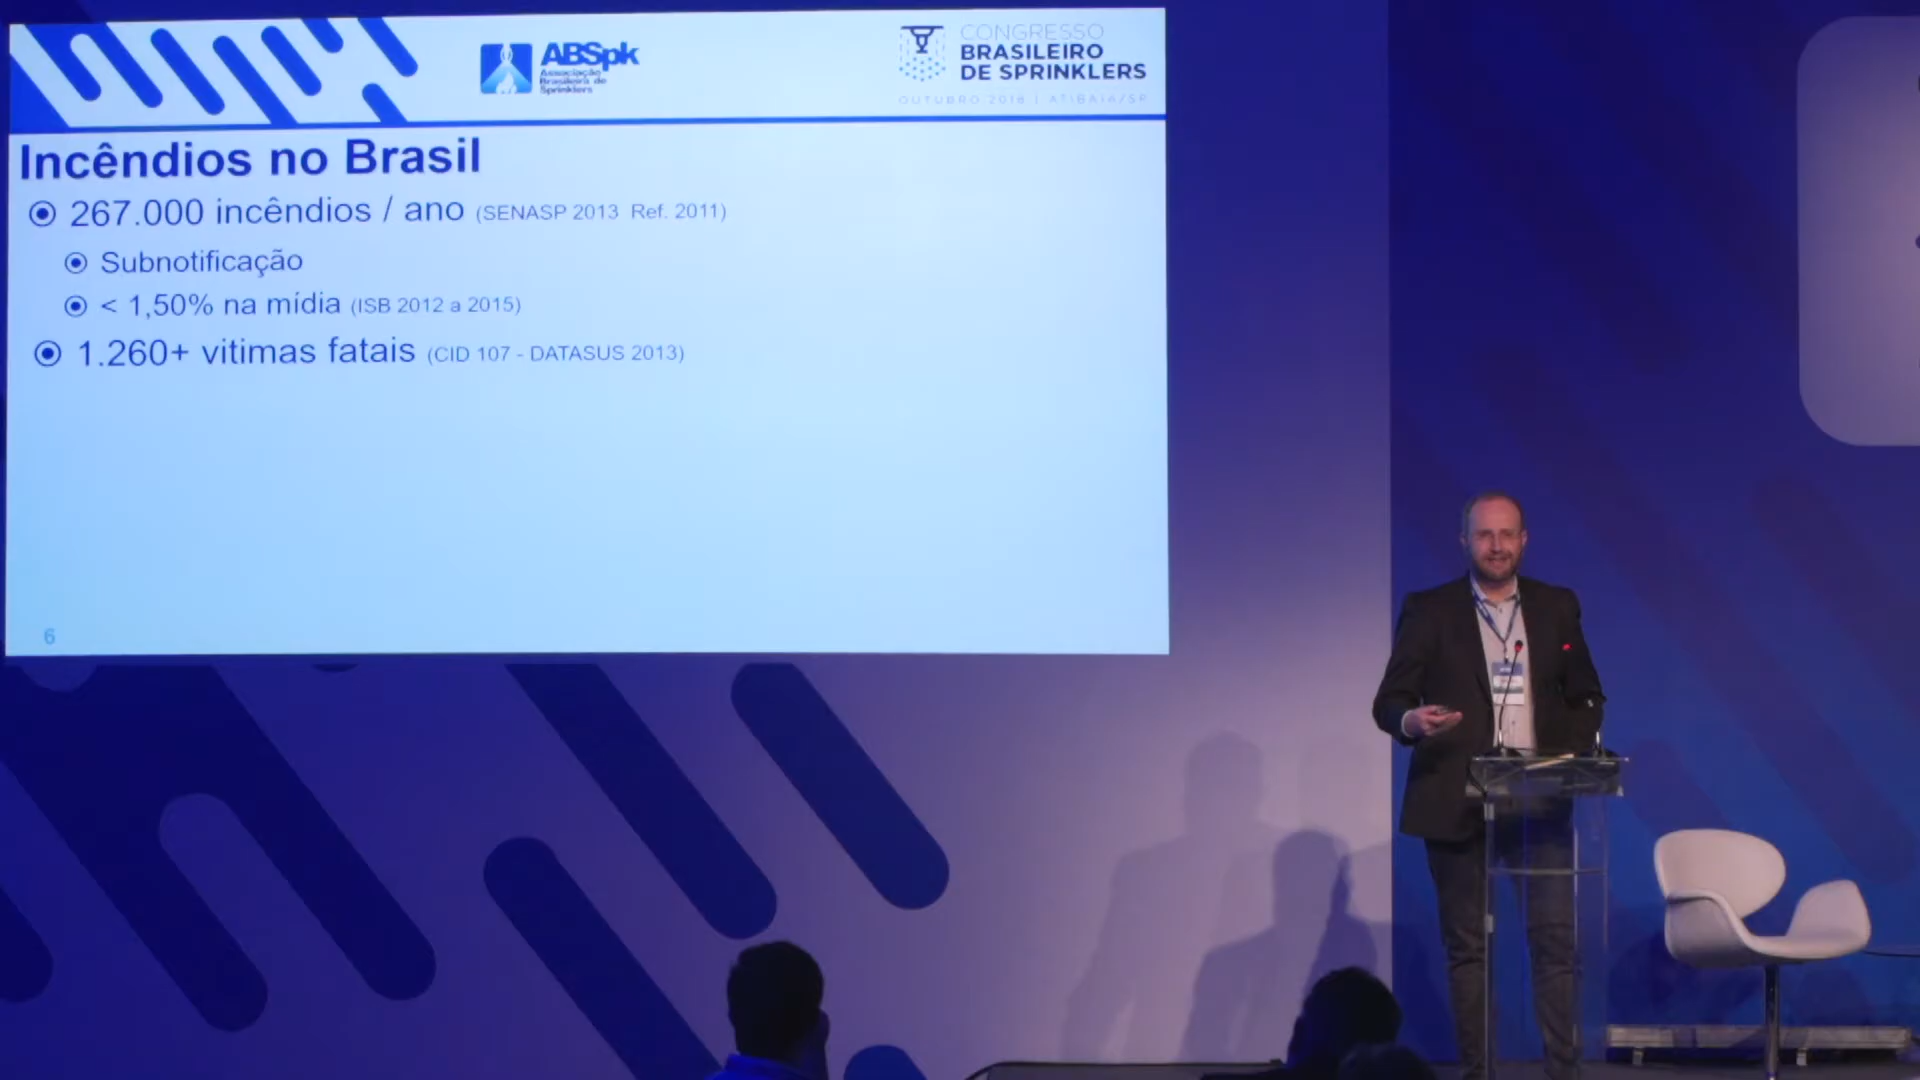 ABSpk
Associação
Brasileira de
Sprinklers
CONGRESSO
BRASILEIRO
DE SPRINKLERS
OUTUBRO 2018 | ATIBAIA/SP
Incêndios no Brasil
267.000 incêndios / ano (SENASP 2013 Ref. 2011)
Subnotificação
< 1,50% na mídia (ISB 2012 a 2015)
1.260+ vitimas fatais (CID 107 - DATASUS 2013)
6